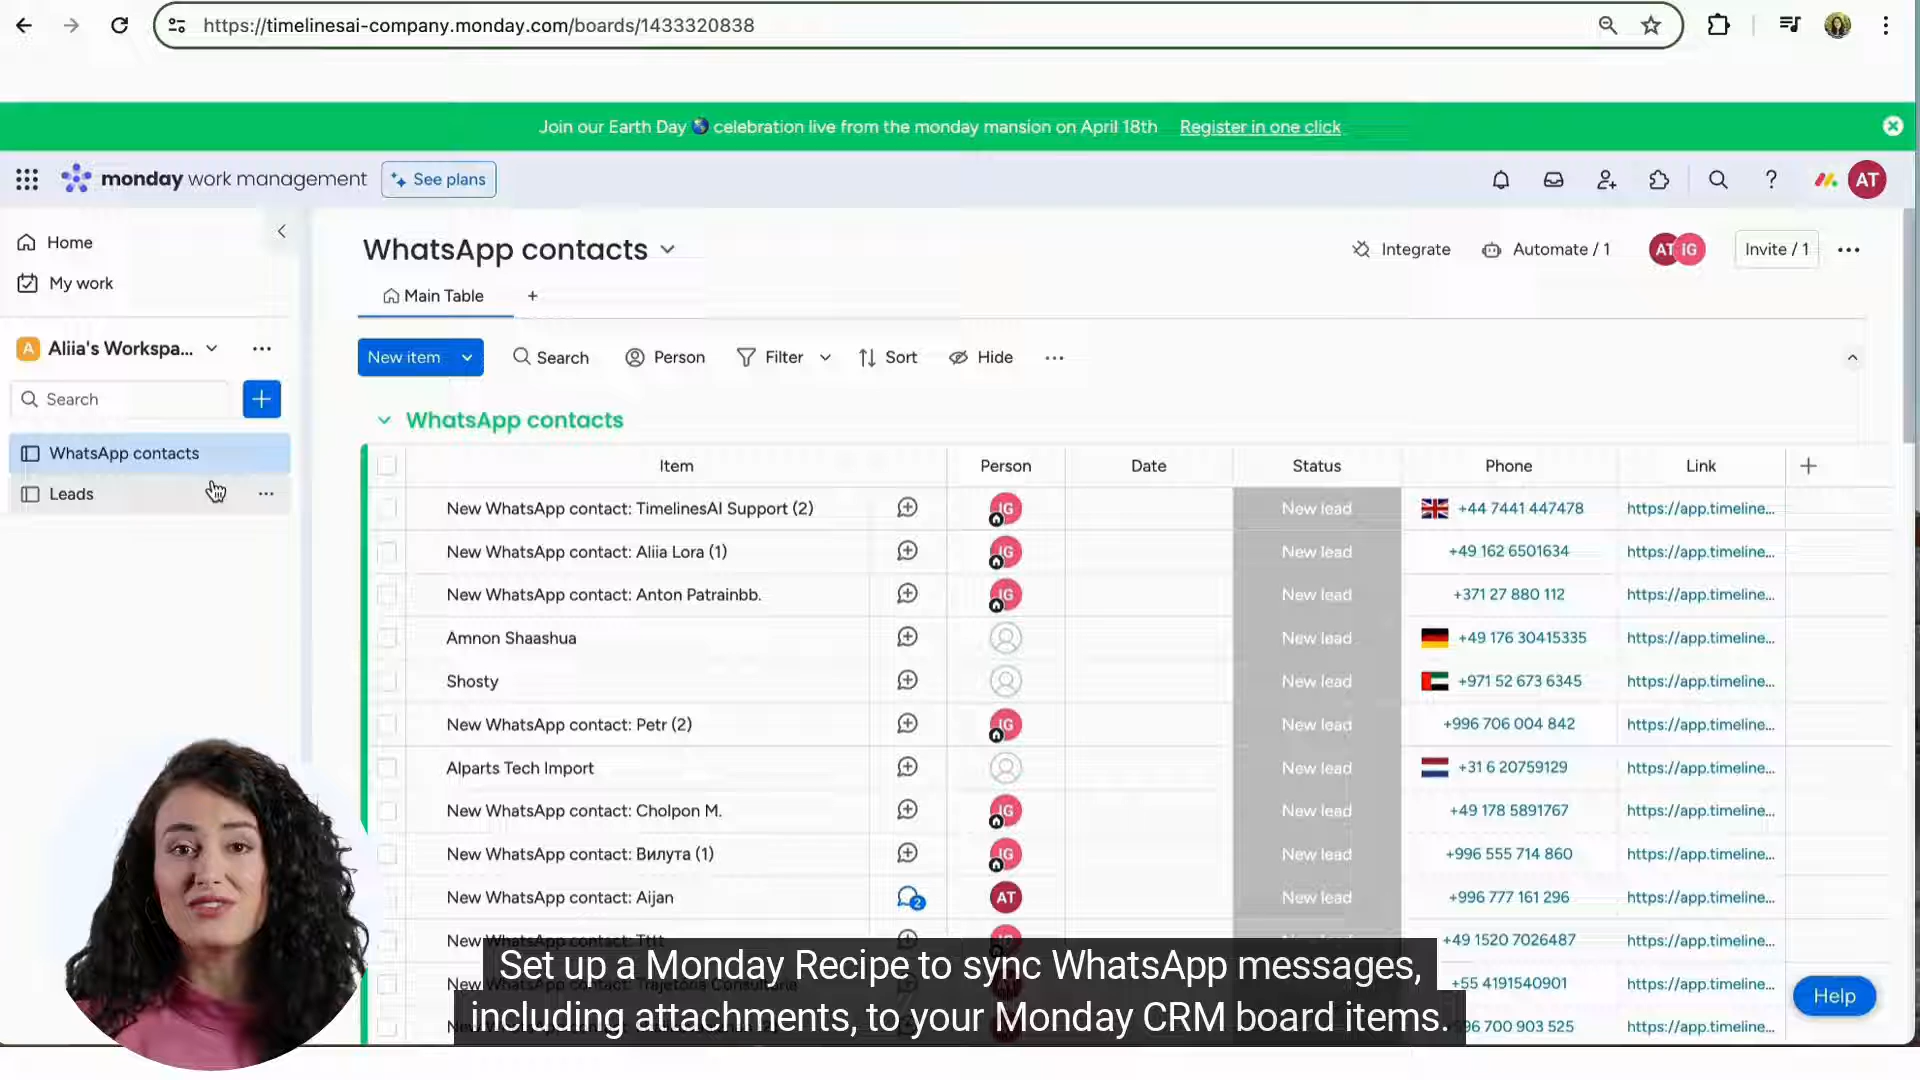 https://timelinesai-company.monday.com/boards/1433320838
Join our Earth Day 🌎 celebration live from the monday mansion on April 18th Register in one click
monday work management See plans
AT
Home
My work
A Aliia's Workspa...
Search
WhatsApp contacts
Leads
WhatsApp contacts
Integrate Automate / 1 AT IG Invite / 1
Main Table
New item Search Person Filter Sort Hide
WhatsApp contacts
Item Person Date Status Phone Link
New WhatsApp contact: TimelinesAI Support (2) IG New lead +44 7441 447478 https://app.timeline...
New WhatsApp contact: Aliia Lora (1) IG New lead +49 162 6501634 https://app.timeline...
New WhatsApp contact: Anton Patrainbb. IG New lead +371 27 880 112 https://app.timeline...
Amnon Shaashua New lead +49 176 30415335 https://app.timeline...
Shosty New lead +971 52 673 6345 https://app.timeline...
New WhatsApp contact: Petr (2) IG New lead +996 706 004 842 https://app.timeline...
Alparts Tech Import New lead +31 6 20759129 https://app.timeline...
New WhatsApp contact: Cholpon M. IG New lead +49 178 5891767 https://app.timeline...
New WhatsApp contact: Вилута (1) IG New lead +996 555 714 860 https://app.timeline...
New WhatsApp contact: Aijan 2 AT New lead +996 777 161 296 https://app.timeline...
New WhatsApp contact: Tttt +49 1520 7026487 https://app.timeline...
+55 4191540901 https://app.timeline...
96 700 903 525 https://app.timeline...
Set up a Monday Recipe to sync WhatsApp messages,
including attachments, to your Monday CRM board items.
Help